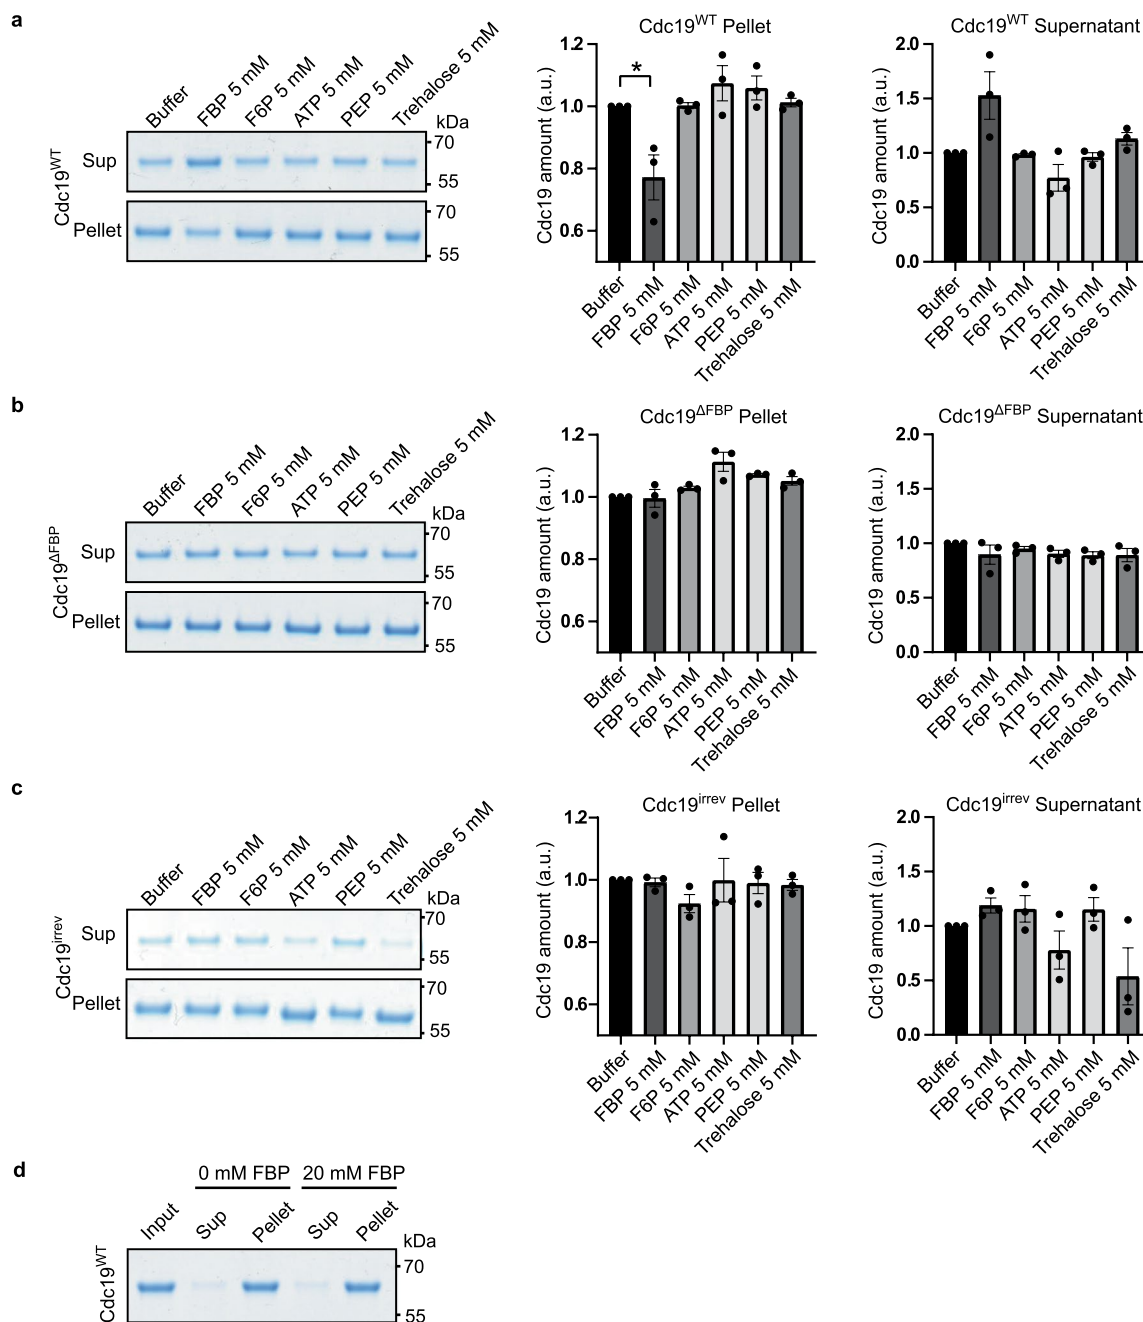 a
Buffer
FBP 5 mM
F6P 5 mM
ATP 5 mM
PEP 5 mM
Trehalose 5 mM
kDa
Cdc19WT
Sup
70
55
Pellet
70
55
Cdc19WT Pellet
Cdc19 amount (a.u.)
1.2
*
1.0
0.8
0.6
Buffer
FBP 5 mM
F6P 5 mM
ATP 5 mM
PEP 5 mM
Trehalose 5 mM
Cdc19WT Supernatant
Cdc19 amount (a.u.)
2.0
1.5
1.0
0.5
0.0
Buffer
FBP 5 mM
F6P 5 mM
ATP 5 mM
PEP 5 mM
Trehalose 5 mM
b
Buffer
FBP 5 mM
F6P 5 mM
ATP 5 mM
PEP 5 mM
Trehalose 5 mM
kDa
Cdc19ΔFBP
Sup
70
55
Pellet
70
55
Cdc19ΔFBP Pellet
Cdc19 amount (a.u.)
1.2
1.0
0.8
0.6
Buffer
FBP 5 mM
F6P 5 mM
ATP 5 mM
PEP 5 mM
Trehalose 5 mM
Cdc19ΔFBP Supernatant
Cdc19 amount (a.u.)
2.0
1.5
1.0
0.5
0.0
Buffer
FBP 5 mM
F6P 5 mM
ATP 5 mM
PEP 5 mM
Trehalose 5 mM
c
Buffer
FBP 5 mM
F6P 5 mM
ATP 5 mM
PEP 5 mM
Trehalose 5 mM
kDa
Cdc19irrev
Sup
70
55
Pellet
70
55
Cdc19irrev Pellet
Cdc19 amount (a.u.)
1.2
1.0
0.8
0.6
Buffer
FBP 5 mM
F6P 5 mM
ATP 5 mM
PEP 5 mM
Trehalose 5 mM
Cdc19irrev Supernatant
Cdc19 amount (a.u.)
2.0
1.5
1.0
0.5
0.0
Buffer
FBP 5 mM
F6P 5 mM
ATP 5 mM
PEP 5 mM
Trehalose 5 mM
d
0 mM FBP
20 mM FBP
Input
Sup
Pellet
Sup
Pellet
kDa
Cdc19WT
70
55